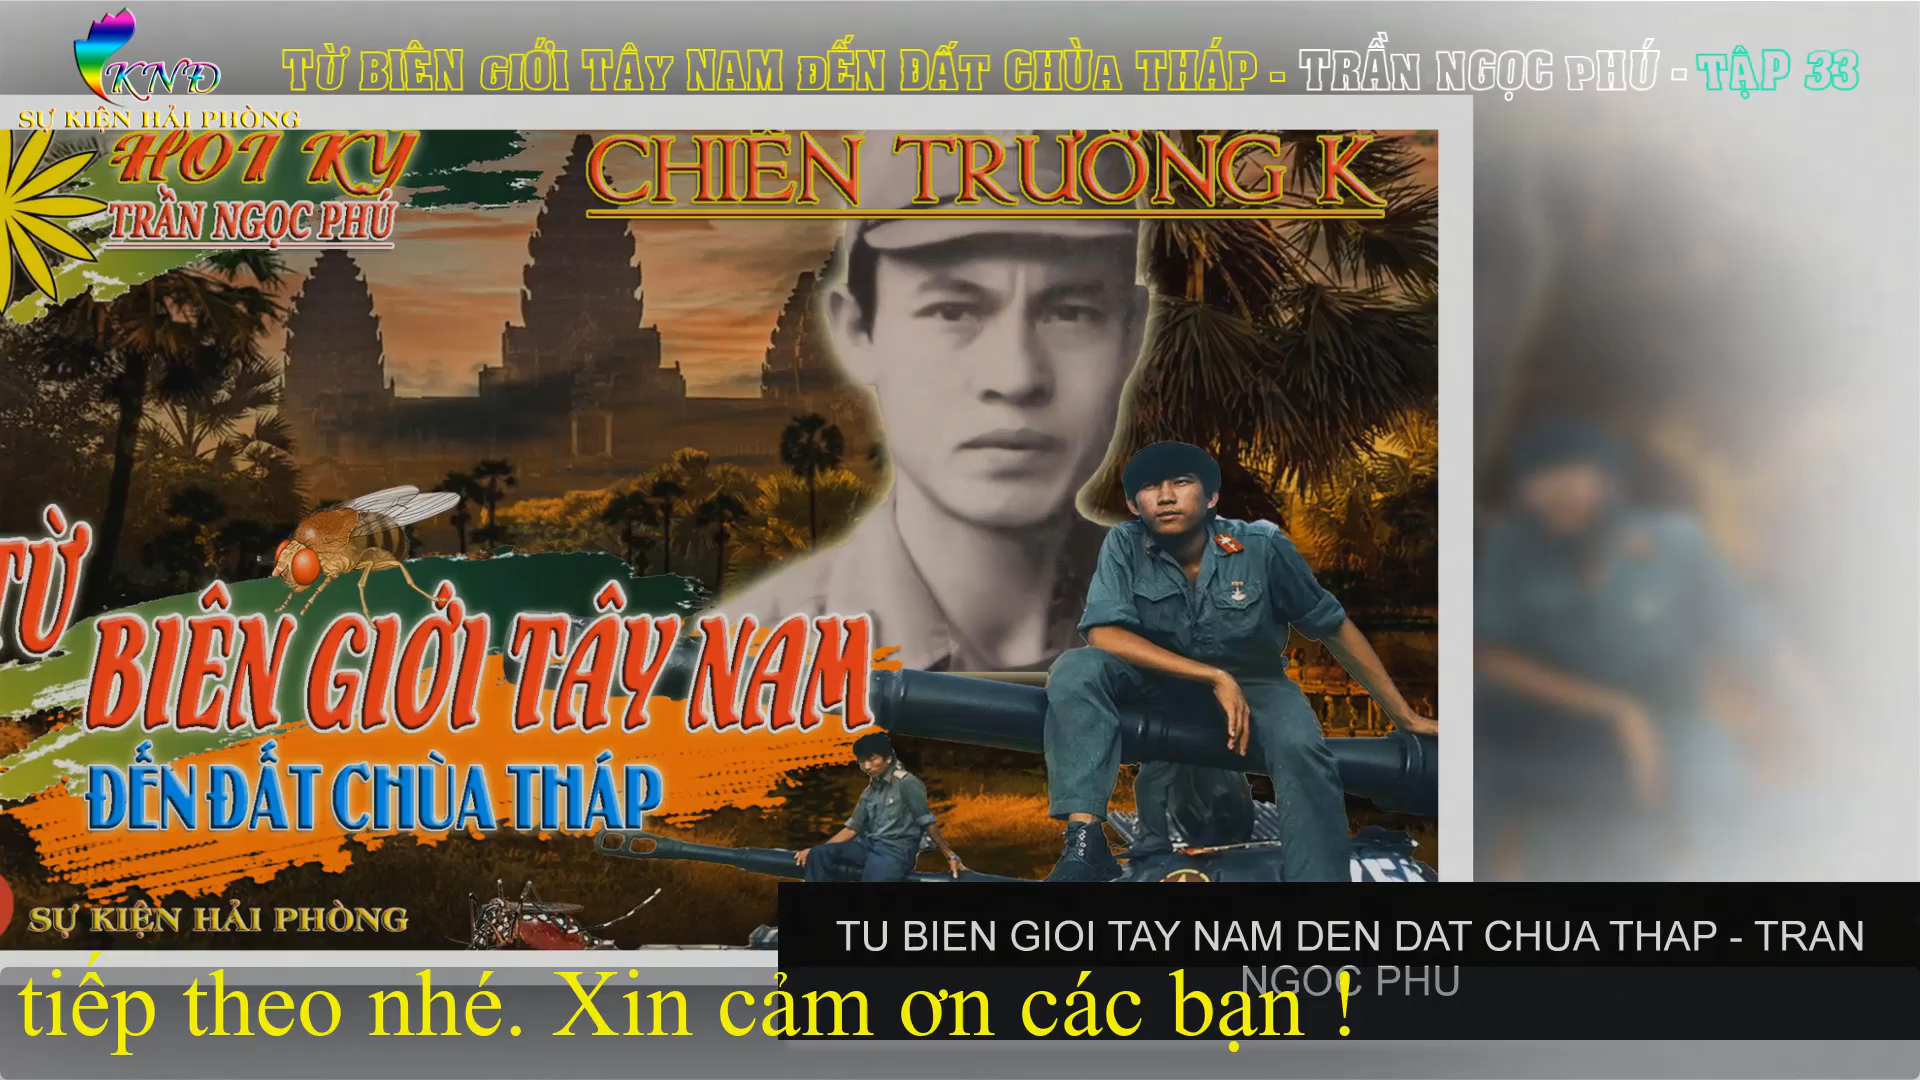 KNĐ
SỰ KIỆN HẢI PHÒNG
TỪ BIÊN GIỚI TÂY NAM ĐẾN ĐẤT CHÙA THÁP - TRẦN NGỌC PHÚ - TẬP 33
HỒI KÝ
TRẦN NGỌC PHÚ
CHIẾN TRƯỜNG K
TỪ
BIÊN GIỚI TÂY NAM
ĐẾN ĐẤT CHÙA THÁP
SỰ KIỆN HẢI PHÒNG
TU BIEN GIOI TAY NAM DEN DAT CHUA THAP - TRAN
NGOC PHU
tiếp theo nhé. Xin cảm ơn các bạn !